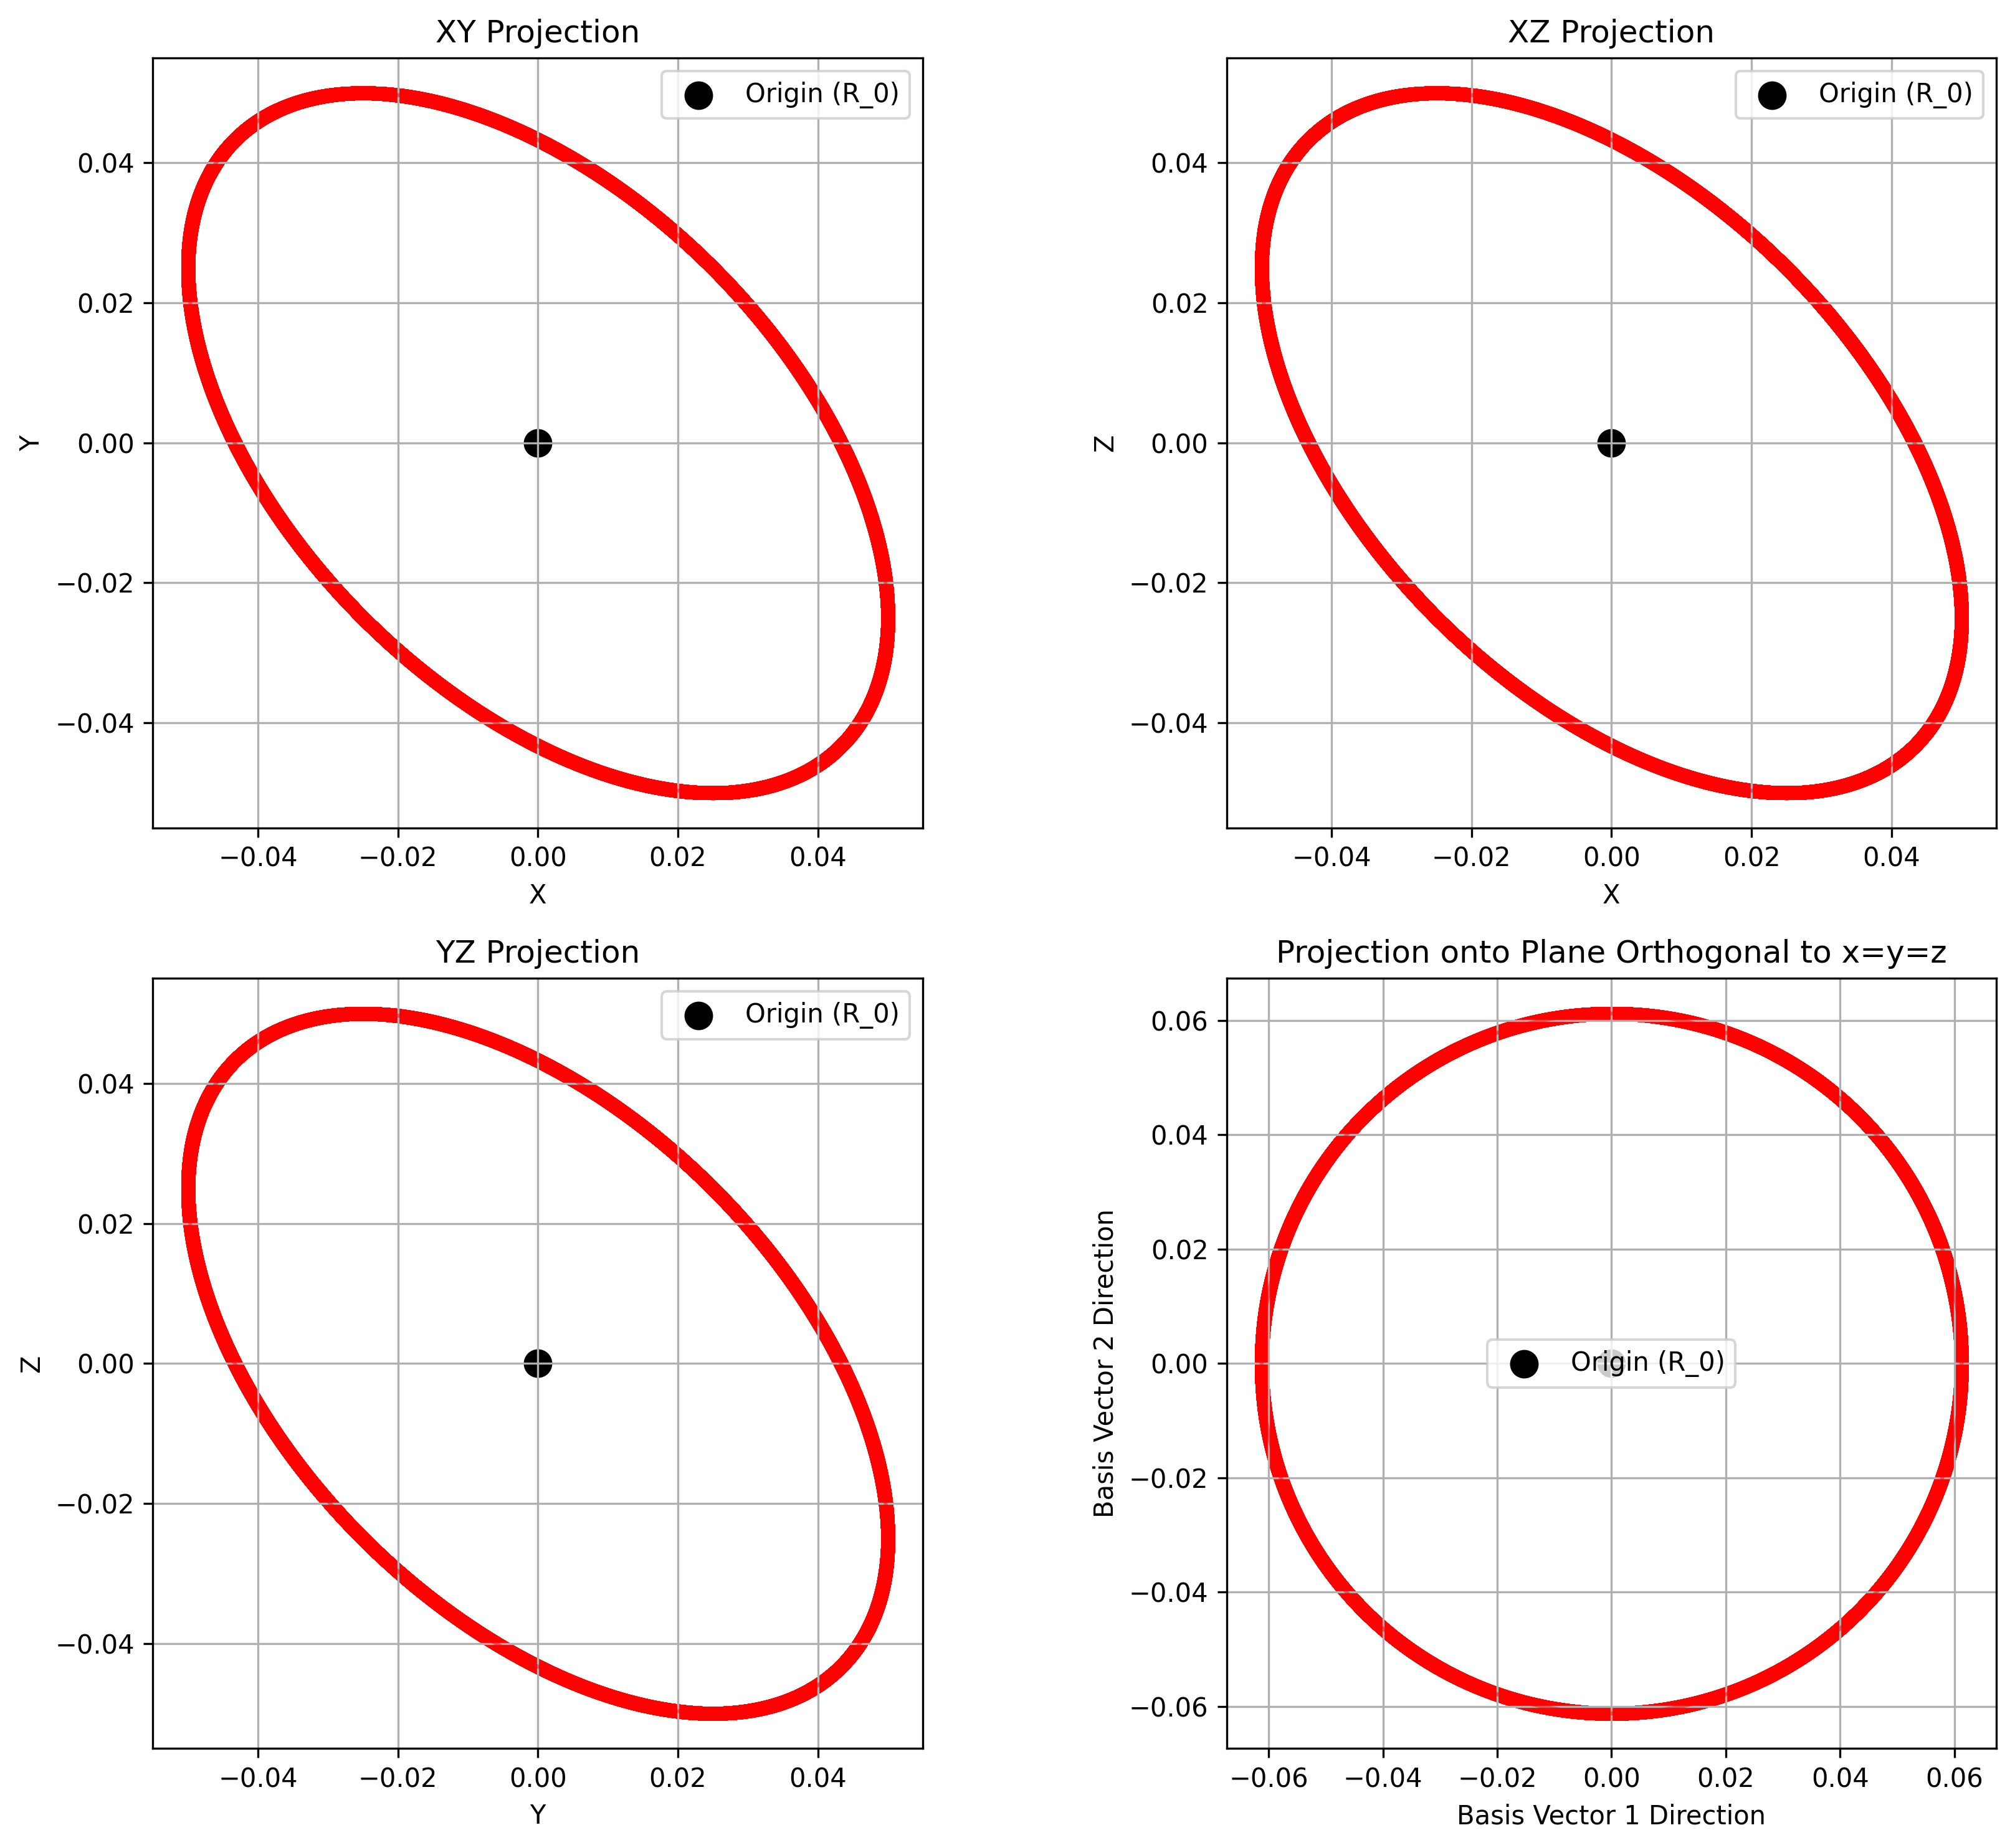 XY Projection
Origin (R_0)
Y
0.04
0.02
0.00
−0.02
−0.04
−0.04 −0.02 0.00 0.02 0.04
X
XZ Projection
Origin (R_0)
Z
0.04
0.02
0.00
−0.02
−0.04
−0.04 −0.02 0.00 0.02 0.04
X
YZ Projection
Origin (R_0)
Z
0.04
0.02
0.00
−0.02
−0.04
−0.04 −0.02 0.00 0.02 0.04
Y
Projection onto Plane Orthogonal to x=y=z
Origin (R_0)
Basis Vector 2 Direction
0.06
0.04
0.02
0.00
−0.02
−0.04
−0.06
−0.06 −0.04 −0.02 0.00 0.02 0.04 0.06
Basis Vector 1 Direction